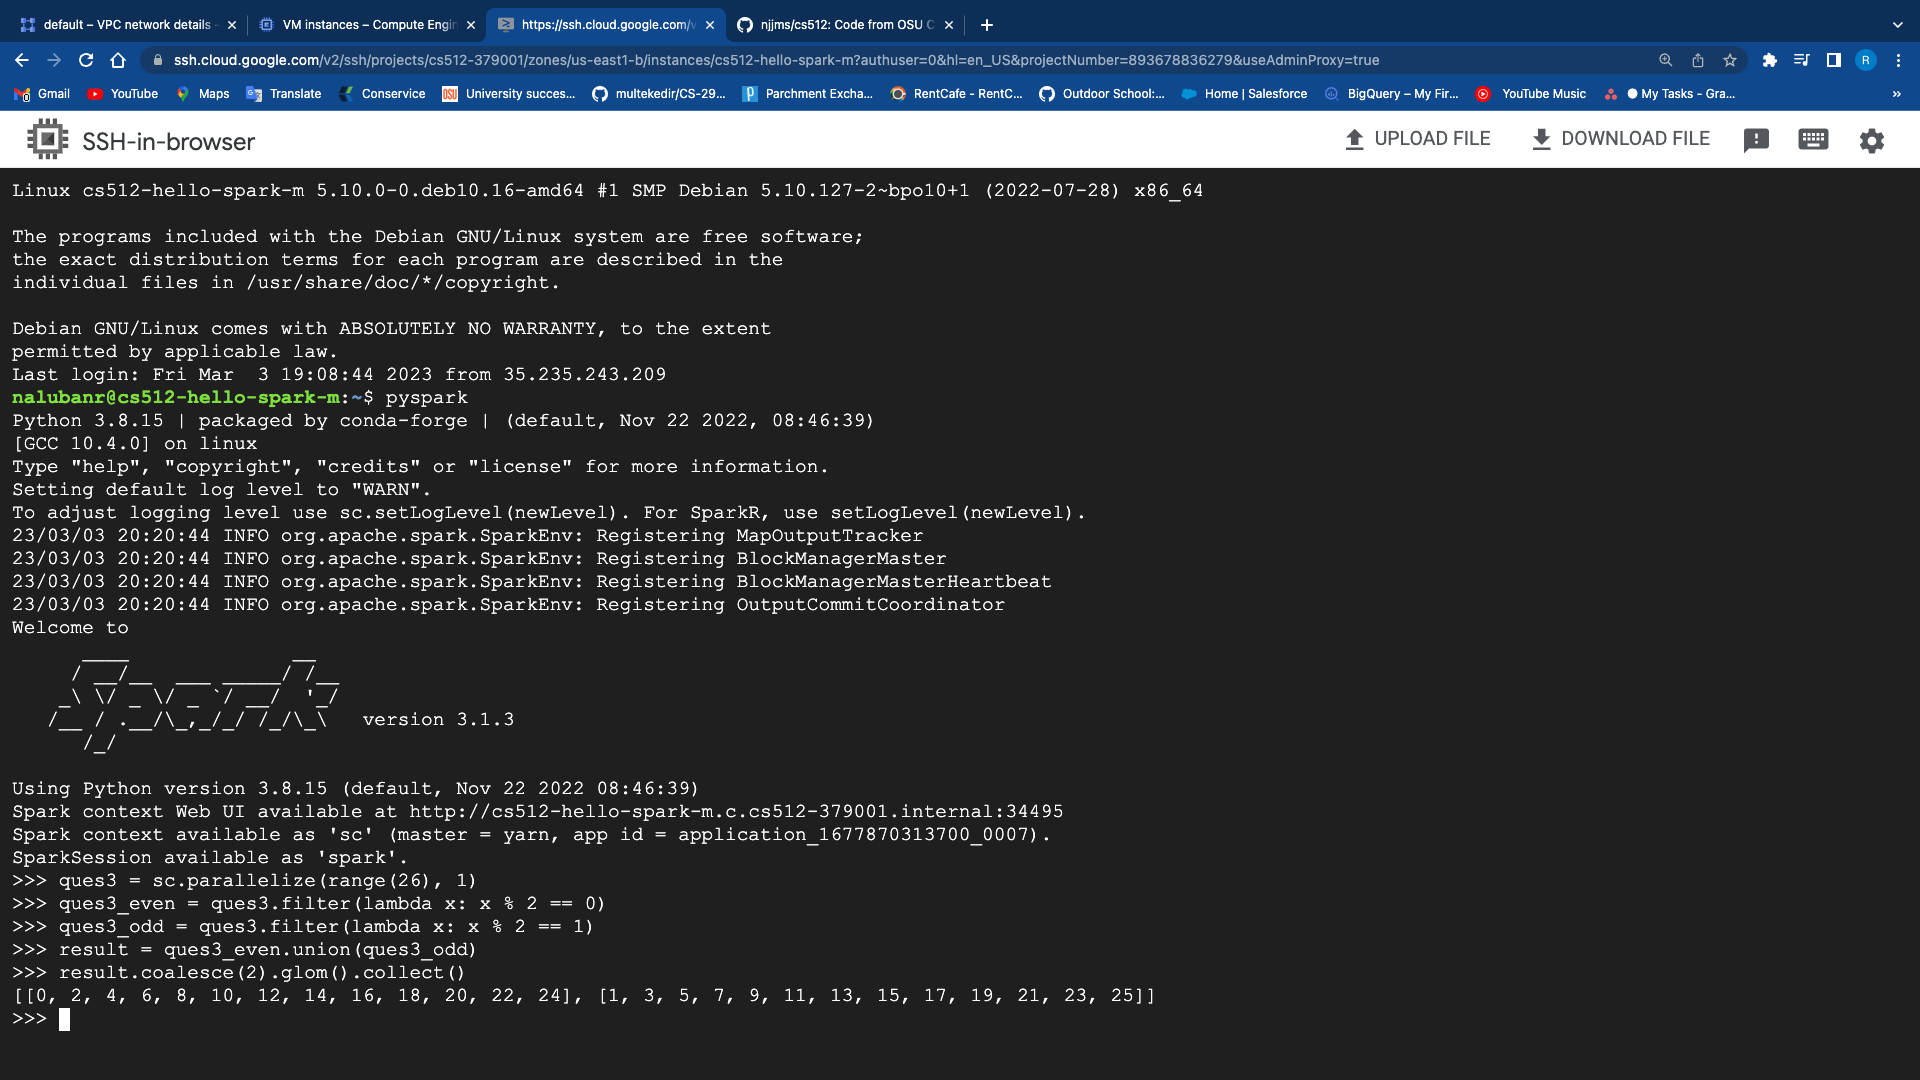 default – VPC network details -
VM instances – Compute Engin
https://ssh.cloud.google.com/v
njjms/cs512: Code from OSU C
ssh.cloud.google.com/v2/ssh/projects/cs512-379001/zones/us-east1-b/instances/cs512-hello-spark-m?authuser=0&hl=en_US&projectNumber=893678836279&useAdminProxy=true
R
Gmail YouTube Maps Translate Conservice University succes... multekedir/CS-29... Parchment Excha... RentCafe - RentC... Outdoor School:... Home | Salesforce BigQuery – My Fir... YouTube Music My Tasks - Gra... »
SSH-in-browser
UPLOAD FILE
DOWNLOAD FILE
Linux cs512-hello-spark-m 5.10.0-0.deb10.16-amd64 #1 SMP Debian 5.10.127-2~bpo10+1 (2022-07-28) x86_64
The programs included with the Debian GNU/Linux system are free software;
the exact distribution terms for each program are described in the
individual files in /usr/share/doc/*/copyright.
Debian GNU/Linux comes with ABSOLUTELY NO WARRANTY, to the extent
permitted by applicable law.
Last login: Fri Mar  3 19:08:44 2023 from 35.235.243.209
nalubanr@cs512-hello-spark-m:~$ pyspark
Python 3.8.15 | packaged by conda-forge | (default, Nov 22 2022, 08:46:39)
[GCC 10.4.0] on linux
Type "help", "copyright", "credits" or "license" for more information.
Setting default log level to "WARN".
To adjust logging level use sc.setLogLevel(newLevel). For SparkR, use setLogLevel(newLevel).
23/03/03 20:20:44 INFO org.apache.spark.SparkEnv: Registering MapOutputTracker
23/03/03 20:20:44 INFO org.apache.spark.SparkEnv: Registering BlockManagerMaster
23/03/03 20:20:44 INFO org.apache.spark.SparkEnv: Registering BlockManagerMasterHeartbeat
23/03/03 20:20:44 INFO org.apache.spark.SparkEnv: Registering OutputCommitCoordinator
Welcome to
      ____              __
     / __/__  ___ _____/ /__
    _\ \/ _ \/ _ `/ __/  '_/
   /__ / .__/\_,_/_/ /_/\_\   version 3.1.3
      /_/
Using Python version 3.8.15 (default, Nov 22 2022 08:46:39)
Spark context Web UI available at http://cs512-hello-spark-m.c.cs512-379001.internal:34495
Spark context available as 'sc' (master = yarn, app id = application_1677870313700_0007).
SparkSession available as 'spark'.
>>> ques3 = sc.parallelize(range(26), 1)
>>> ques3_even = ques3.filter(lambda x: x % 2 == 0)
>>> ques3_odd = ques3.filter(lambda x: x % 2 == 1)
>>> result = ques3_even.union(ques3_odd)
>>> result.coalesce(2).glom().collect()
[[0, 2, 4, 6, 8, 10, 12, 14, 16, 18, 20, 22, 24], [1, 3, 5, 7, 9, 11, 13, 15, 17, 19, 21, 23, 25]]
>>>